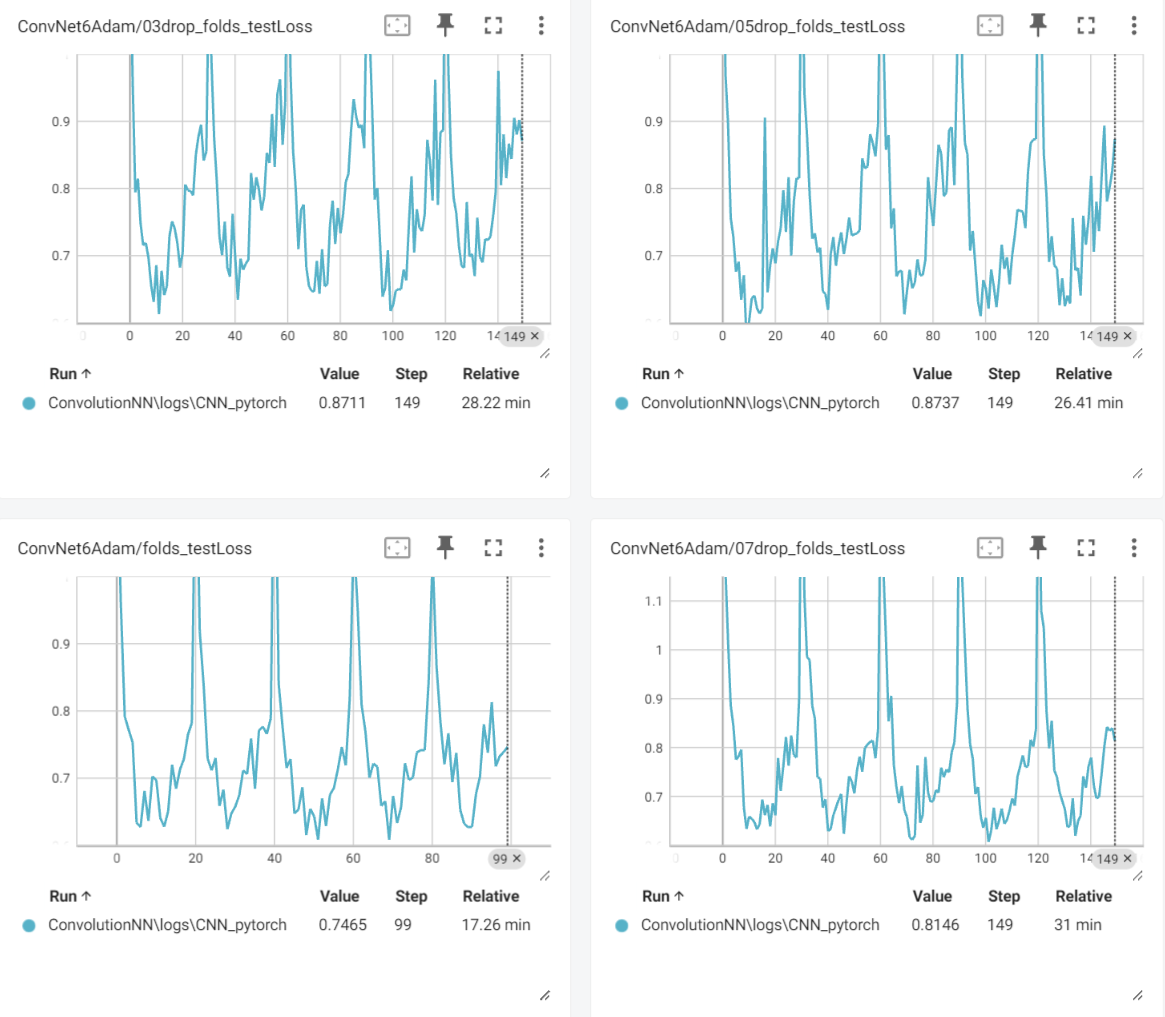 ConvNet6Adam/03drop_folds_testLoss
0.9
0.8
0.7
0 20 40 60 80 100 120 14 149 ×
Run ↑ Value Step Relative
ConvolutionNN\logs\CNN_pytorch 0.8711 149 28.22 min
ConvNet6Adam/05drop_folds_testLoss
0.9
0.8
0.7
0 20 40 60 80 100 120 14 149 ×
Run ↑ Value Step Relative
ConvolutionNN\logs\CNN_pytorch 0.8737 149 26.41 min
ConvNet6Adam/folds_testLoss
0.9
0.8
0.7
0 20 40 60 80 99 ×
Run ↑ Value Step Relative
ConvolutionNN\logs\CNN_pytorch 0.7465 99 17.26 min
ConvNet6Adam/07drop_folds_testLoss
1.1
1
0.9
0.8
0.7
0 20 40 60 80 100 120 14 149 ×
Run ↑ Value Step Relative
ConvolutionNN\logs\CNN_pytorch 0.8146 149 31 min